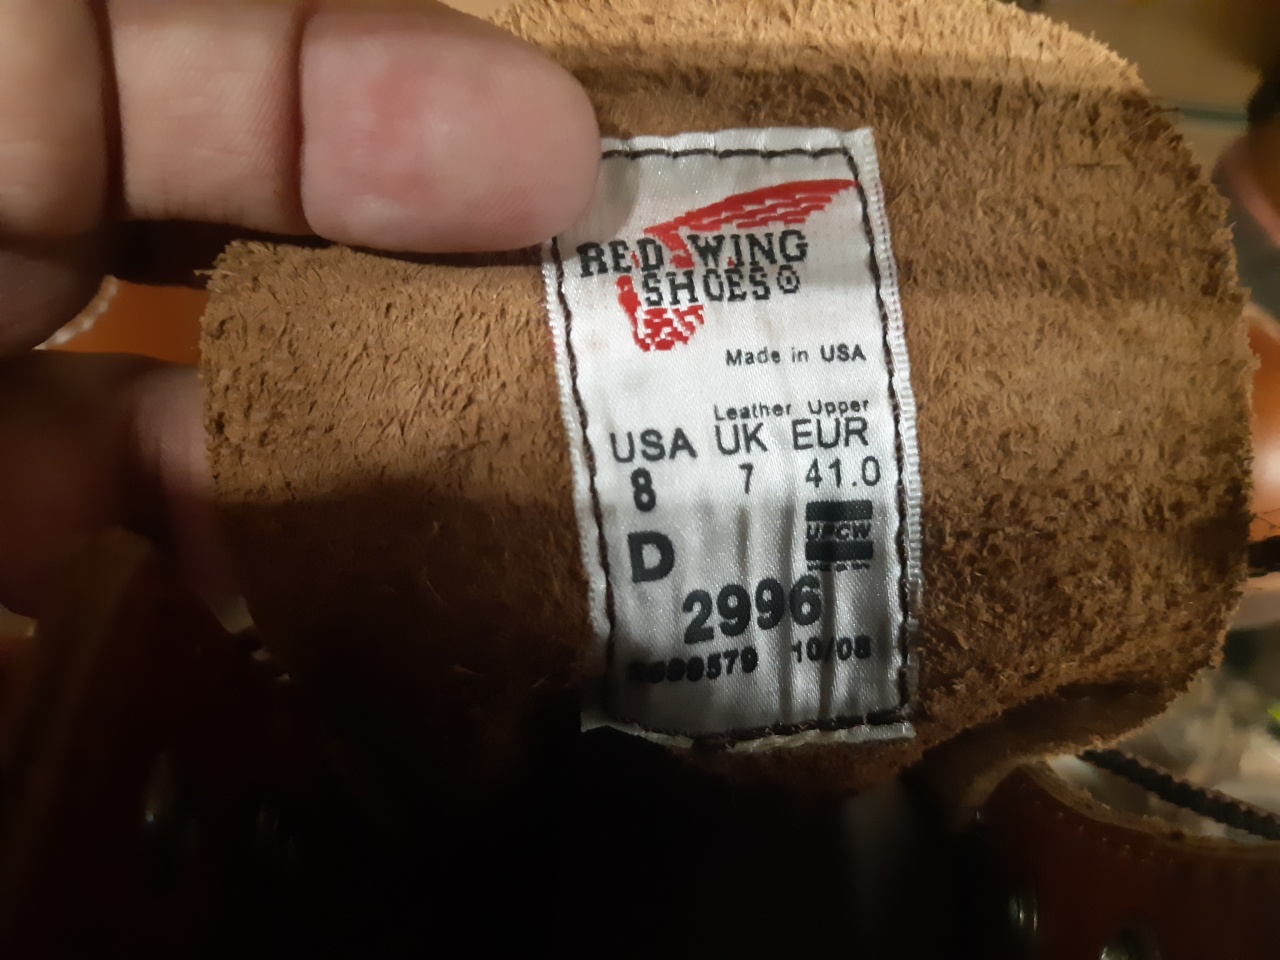 RED WING
SHOES®
Made in USA
Leather Upper
USA UK EUR
8 7 41.0
UFCW
D
2996
10/08